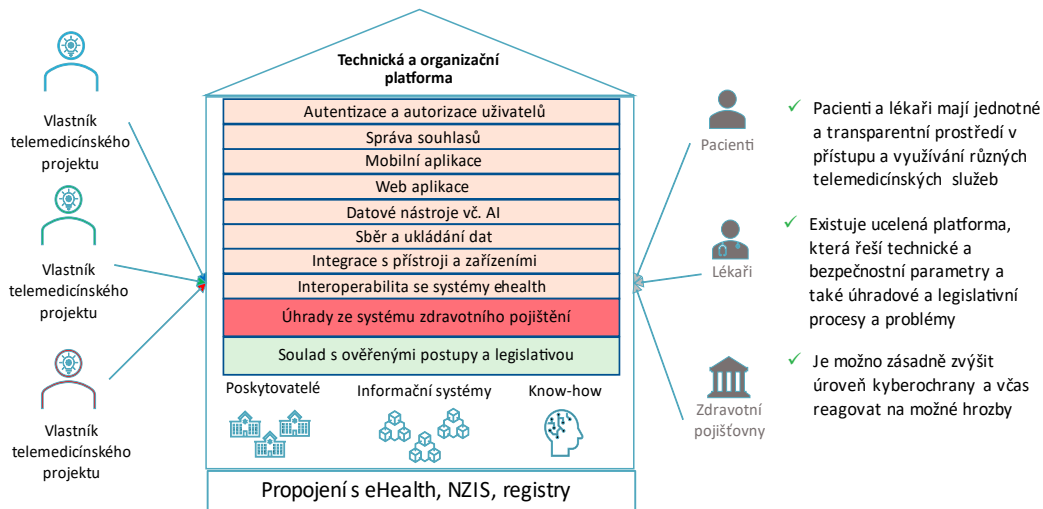 Technická a organizační
platforma
Autentizace a autorizace uživatelů
Správa souhlasů
Mobilní aplikace
Web aplikace
Datové nástroje vč. AI
Sběr a ukládání dat
Integrace s přístroji a zařízeními
Interoperabilita se systémy ehealth
Úhrady ze systému zdravotního pojištění
Soulad s ověřenými postupy a legislativou
Poskytovatelé
Informační systémy
Know-how
Propojení s eHealth, NZIS, registry
Vlastník
telemedicínského
projektu
Vlastník
telemedicínského
projektu
Vlastník
telemedicínského
projektu
Pacienti
Lékaři
Zdravotní
pojišťovny
✓ Pacienti a lékaři mají jednotné
a transparentní prostředí v
přístupu a využívání různých
telemedicínských služeb
✓ Existuje ucelená platforma,
která řeší technické a
bezpečnostní parametry a
také úhradové a legislativní
procesy a problémy
✓ Je možno zásadně zvýšit
úroveň kyberochrany a včas
reagovat na možné hrozby